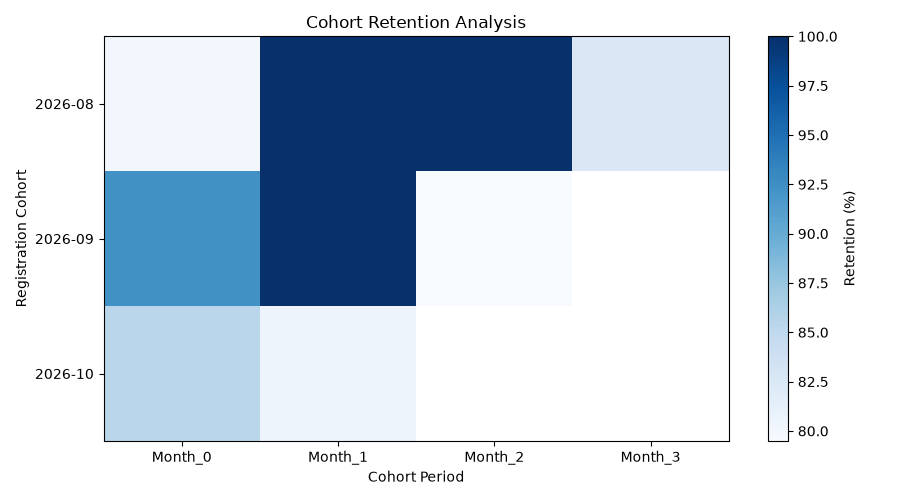 Cohort Retention Analysis
Registration Cohort
2026-08
2026-09
2026-10
Month_0
Month_1
Month_2
Month_3
Cohort Period
100.0
97.5
95.0
92.5
90.0
87.5
85.0
82.5
80.0
Retention (%)